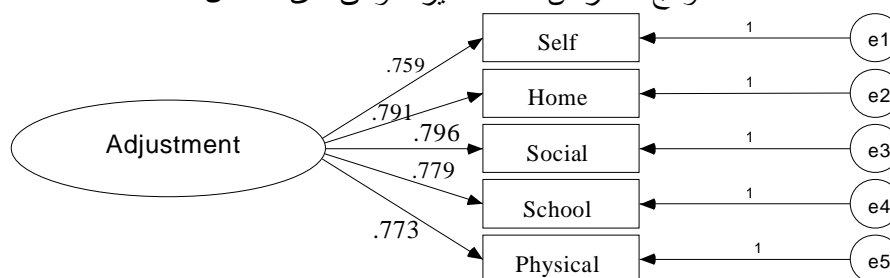 Self
1
e1
.759
Home
1
e2
.791
Adjustment
.796
Social
1
e3
.779
School
1
e4
.773
Physical
1
e5